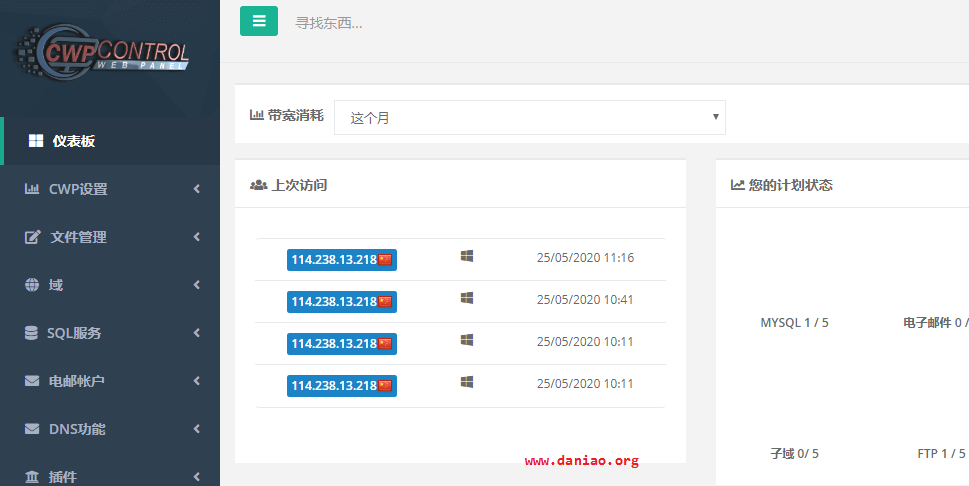 CWPCONTROL
WEB PANEL
寻找东西...
仪表板
CWP设置
文件管理
域
SQL服务
电邮帐户
DNS功能
插件
带宽消耗 这个月
上次访问
114.238.13.218 25/05/2020 11:16
114.238.13.218 25/05/2020 10:41
114.238.13.218 25/05/2020 10:11
114.238.13.218 25/05/2020 10:11
www.daniao.org
您的计划状态
MYSQL 1 / 5 电子邮件 0 /
子域 0/ 5 FTP 1 / 5